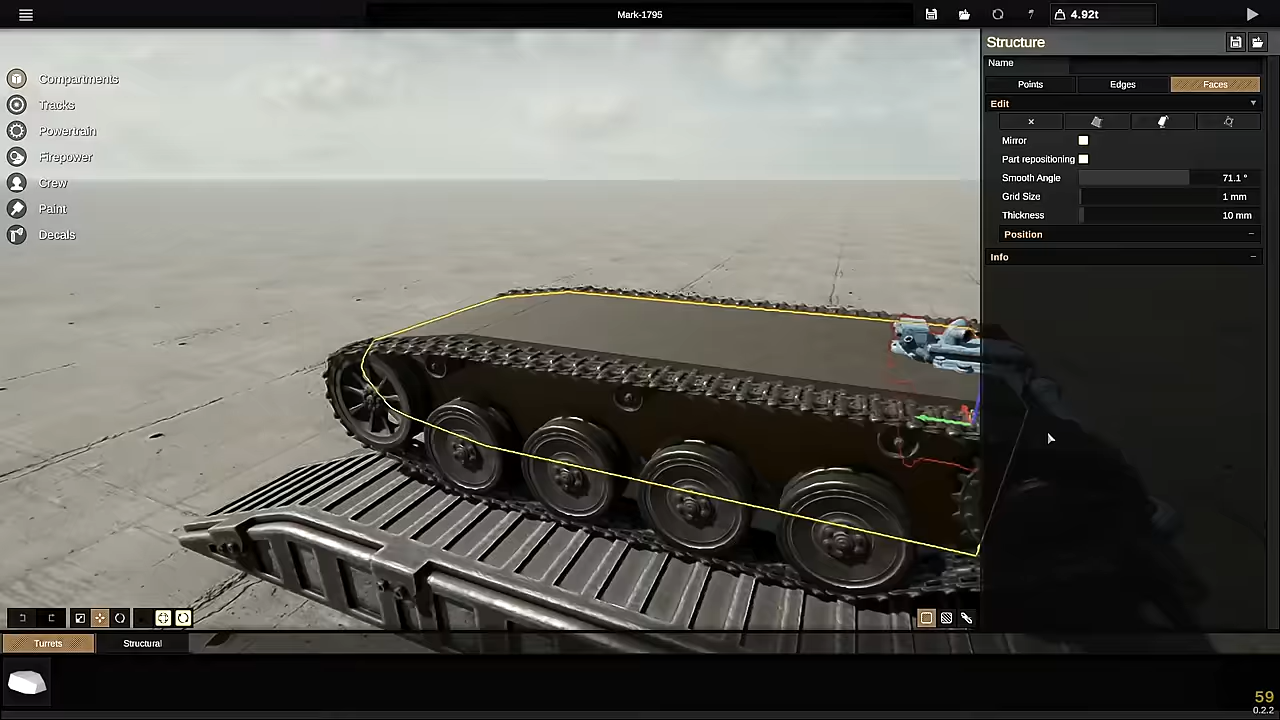 Mark-1795
4.92t
Structure
Name
Points
Edges
Faces
Edit
Mirror
Part repositioning
Smooth Angle
71.1 °
Grid Size
1 mm
Thickness
10 mm
Position
Info
Compartments
Tracks
Powertrain
Firepower
Crew
Paint
Decals
Turrets
Structural
59
0.2.2